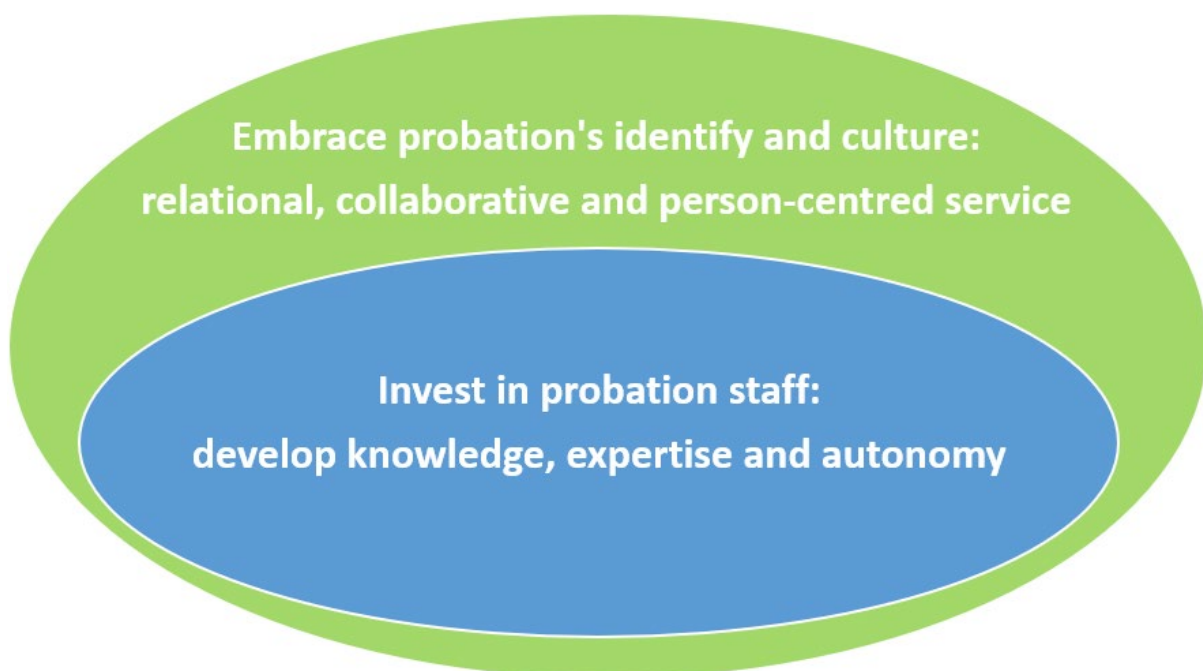 Embrace probation's identify and culture:
relational, collaborative and person-centred service
Invest in probation staff:
develop knowledge, expertise and autonomy